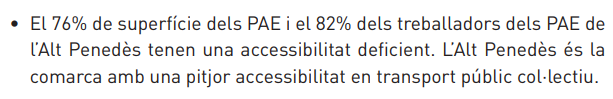 • El 76% de superfície dels PAE i el 82% dels treballadors dels PAE de
l’Alt Penedès tenen una accessibilitat deficient. L’Alt Penedès és la
comarca amb una pitjor accessibilitat en transport públic col·lectiu.